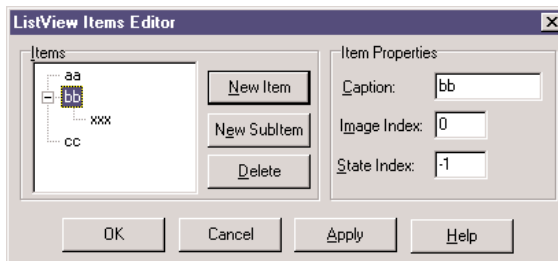 ListView Items Editor
Items
aa
bb
xxx
cc
New Item
New SubItem
Delete
Item Properties
Caption: bb
Image Index: 0
State Index: -1
OK Cancel Apply Help